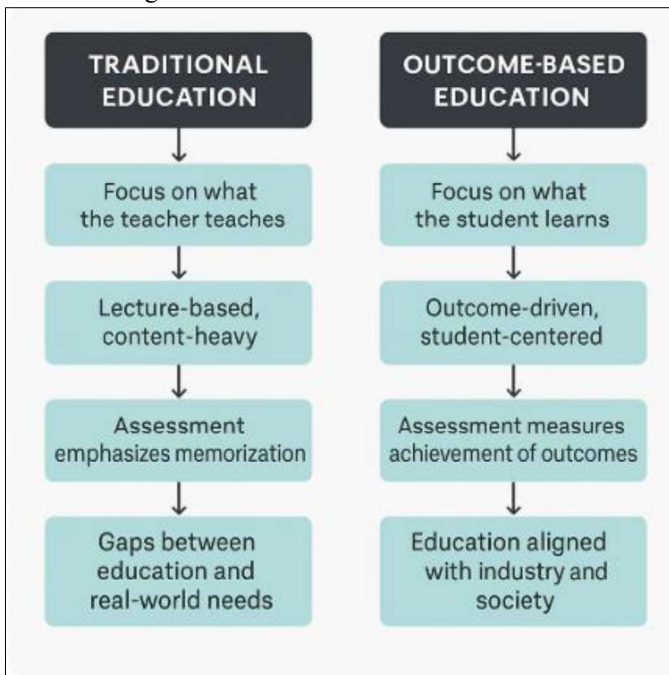 TRADITIONAL
EDUCATION
Focus on what
the teacher teaches
Lecture-based,
content-heavy
Assessment
emphasizes memorization
Gaps between
education and
real-world needs
OUTCOME-BASED
EDUCATION
Focus on what
the student learns
Outcome-driven,
student-centered
Assessment measures
achievement of outcomes
Education aligned
with industry and
society